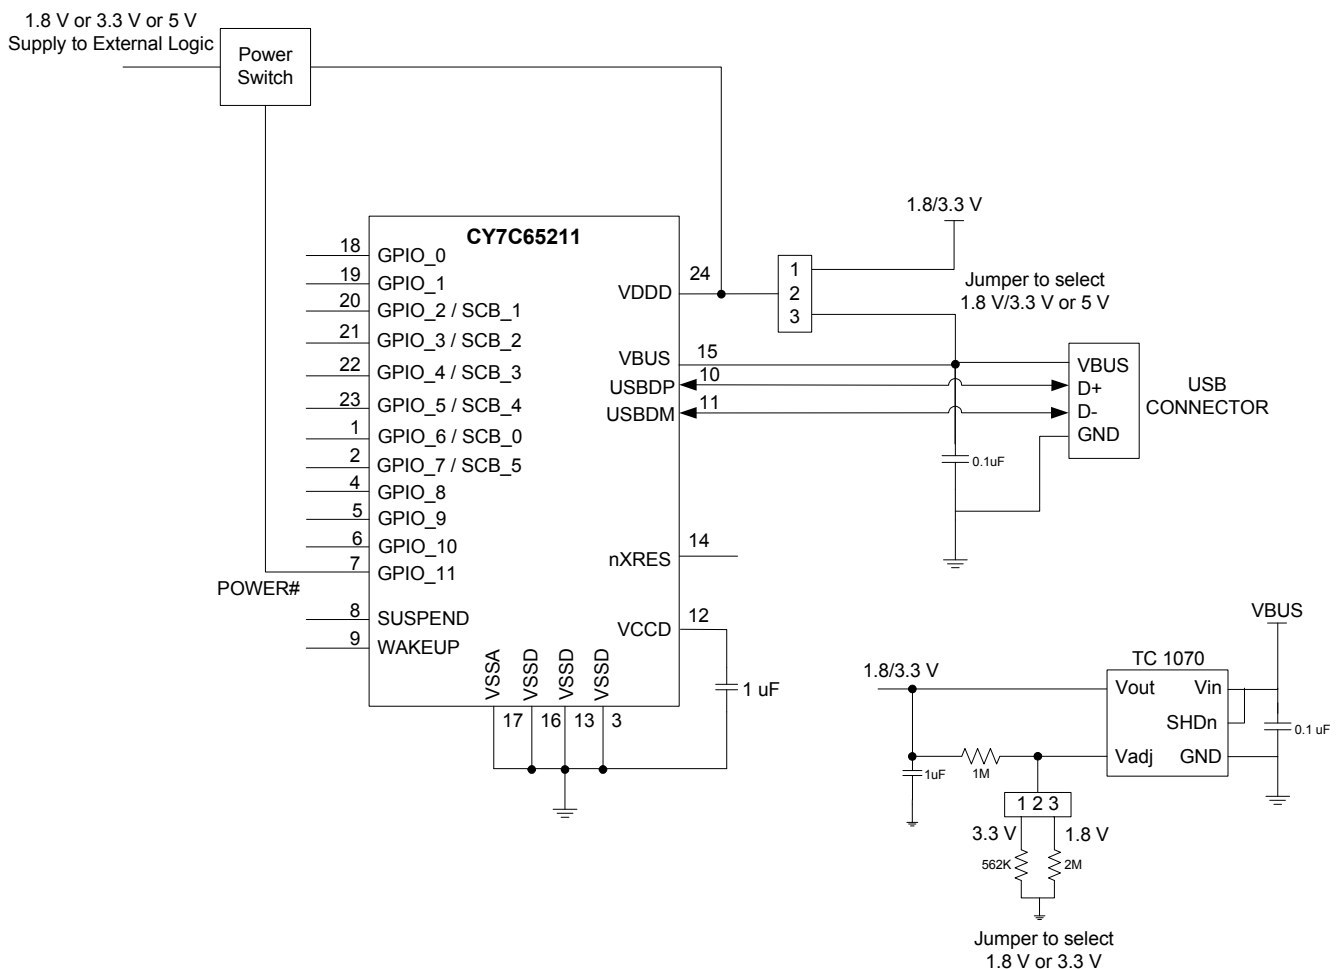 1.8 V or 3.3 V or 5 V
Supply to External Logic
Power
Switch
1.8/3.3 V
CY7C65211
18 GPIO_0
19 GPIO_1
20 GPIO_2 / SCB_1
21 GPIO_3 / SCB_2
22 GPIO_4 / SCB_3
23 GPIO_5 / SCB_4
1 GPIO_6 / SCB_0
2 GPIO_7 / SCB_5
4 GPIO_8
5 GPIO_9
6 GPIO_10
7 GPIO_11
POWER#
8 SUSPEND
9 WAKEUP
VDDD 24
VBUS 15
USBDP 10
USBDM 11
nXRES 14
VCCD 12
VSSA
VSSD
VSSD
VSSD
17
16
13
3
1 uF
1
2
3
Jumper to select
1.8 V/3.3 V or 5 V
VBUS
D+
D-
GND
USB
CONNECTOR
0.1uF
VBUS
TC 1070
1.8/3.3 V
Vout Vin
SHDn
Vadj GND
0.1 uF
1uF
1M
1 2 3
3.3 V 1.8 V
562K 2M
Jumper to select
1.8 V or 3.3 V